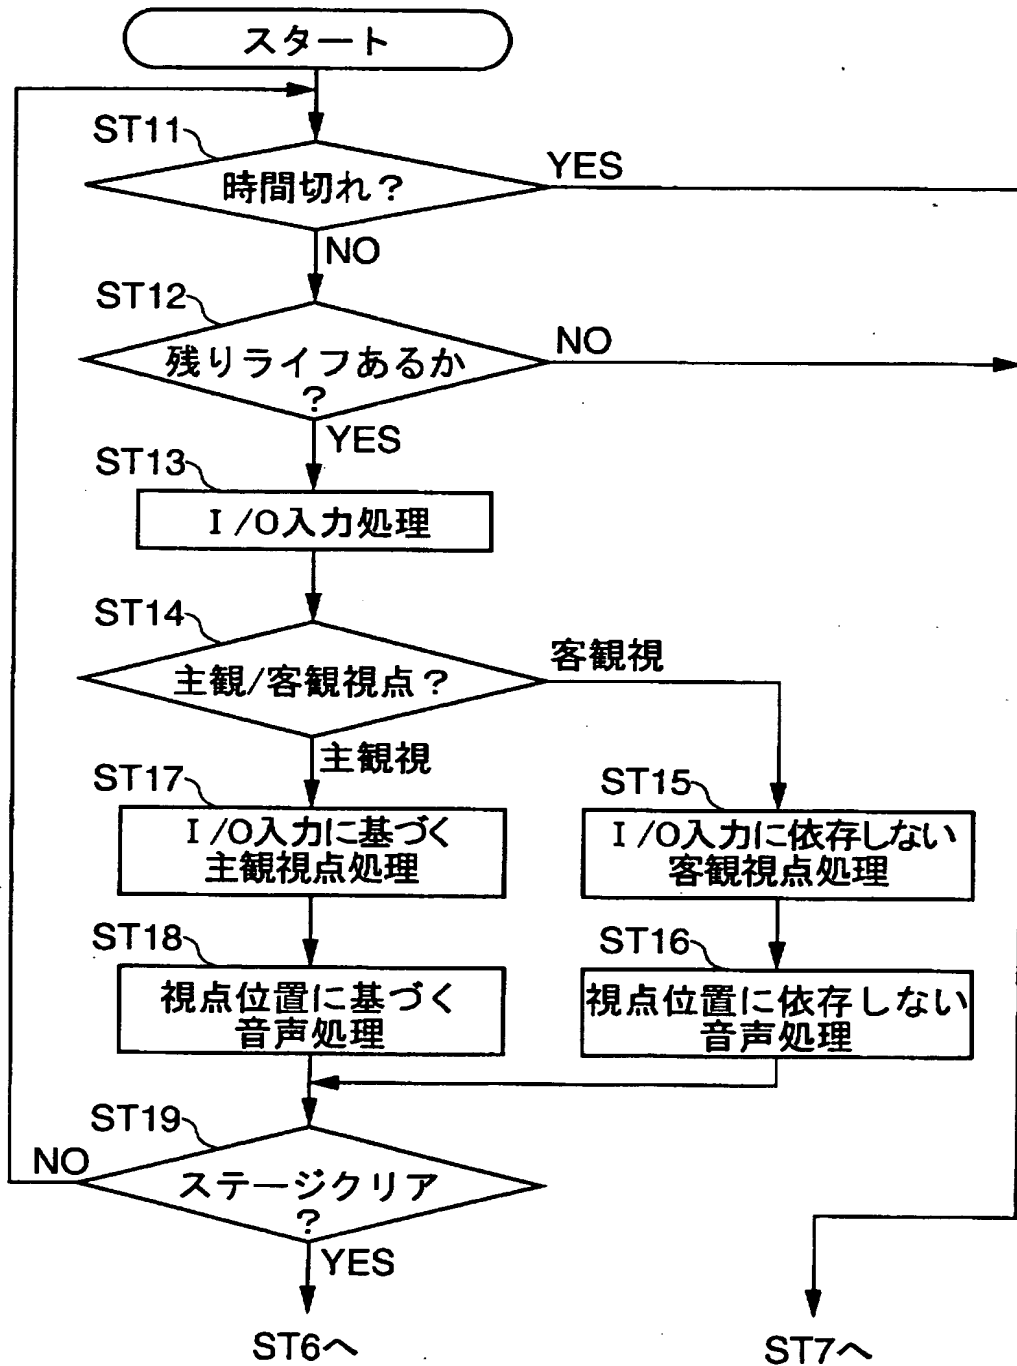 スタート
ST11
時間切れ?
YES
NO
ST12
残りライフあるか
?
NO
YES
ST13
I/O入力処理
ST14
主観/客観視点?
客観視
主観視
ST17
I/O入力に基づく
主観視点処理
ST15
I/O入力に依存しない
客観視点処理
ST18
視点位置に基づく
音声処理
ST16
視点位置に依存しない
音声処理
ST19
NO
ステージクリア
?
YES
ST6へ
ST7へ